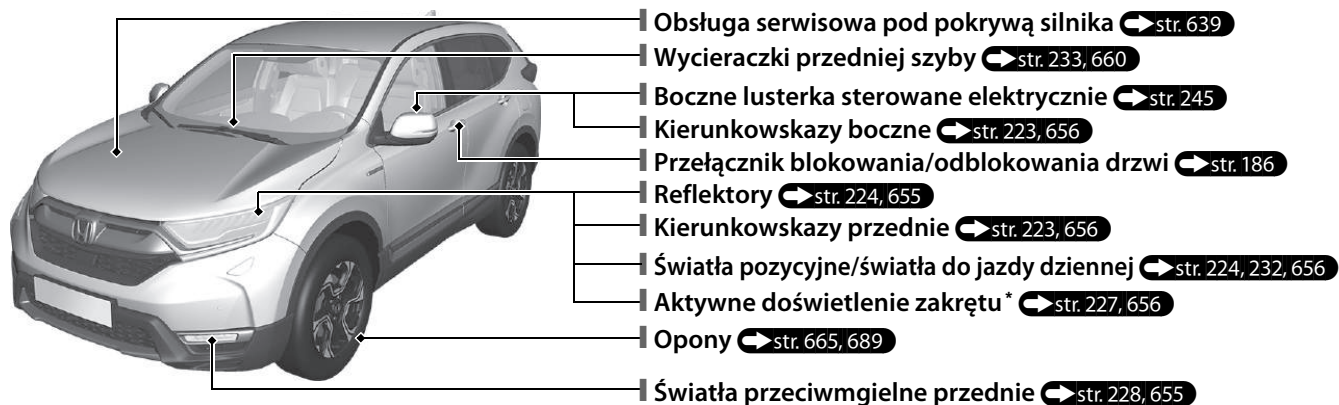 Obsługa serwisowa pod pokrywą silnika str. 639
Wycieraczki przedniej szyby str. 233, 660
Boczne lusterka sterowane elektrycznie str. 245
Kierunkowskazy boczne str. 223, 656
Przełącznik blokowania/odblokowania drzwi str. 186
Reflektory str. 224, 655
Kierunkowskazy przednie str. 223, 656
Światła pozycyjne/światła do jazdy dziennej str. 224, 232, 656
Aktywne doświetlenie zakrętu* str. 227, 656
Opony str. 665, 689
Światła przeciwmgielne przednie str. 228, 655